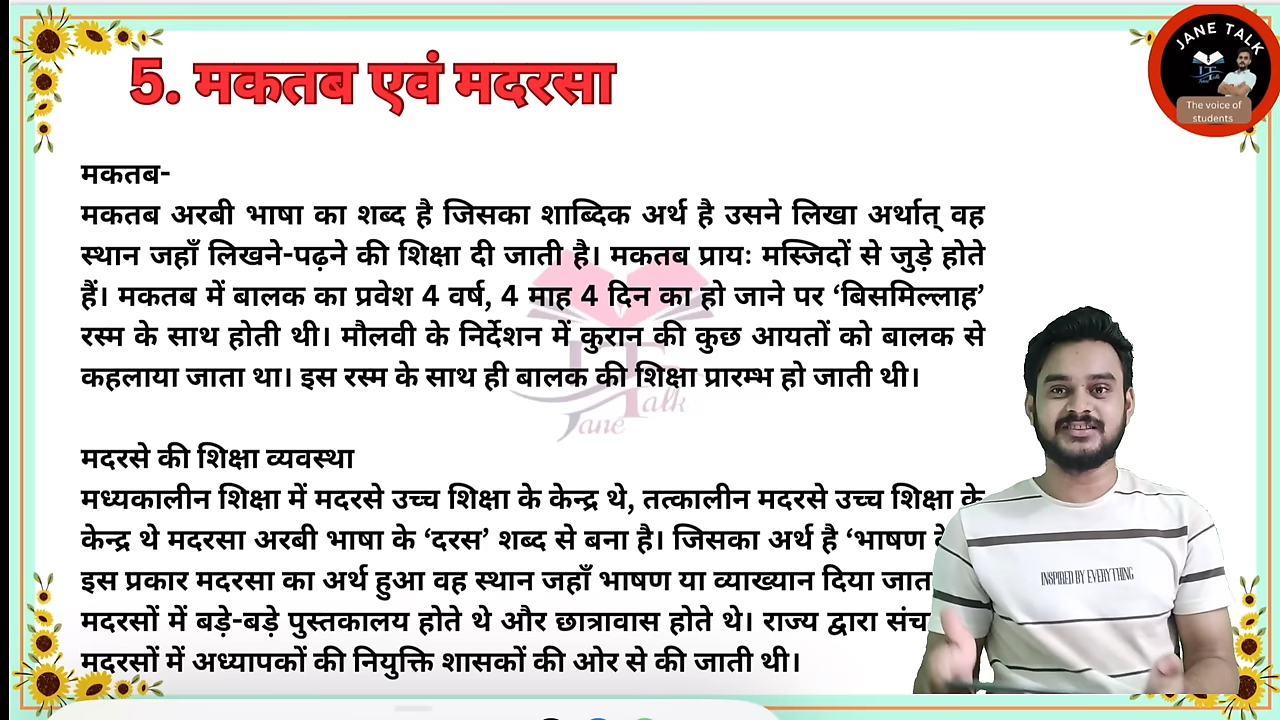 5. मकतब एवं मदरसा
JANE TALK
The voice of
students
मकतब-
मकतब अरबी भाषा का शब्द है जिसका शाब्दिक अर्थ है उसने लिखा अर्थात् वह
स्थान जहाँ लिखने-पढ़ने की शिक्षा दी जाती है। मकतब प्रायः मस्जिदों से जुड़े होते
हैं। मकतब में बालक का प्रवेश 4 वर्ष, 4 माह 4 दिन का हो जाने पर ‘बिसमिल्लाह’
रस्म के साथ होती थी। मौलवी के निर्देशन में कुरान की कुछ आयतों को बालक से
कहलाया जाता था। इस रस्म के साथ ही बालक की शिक्षा प्रारम्भ हो जाती थी।
Jane Talk
मदरसे की शिक्षा व्यवस्था
मध्यकालीन शिक्षा में मदरसे उच्च शिक्षा के केन्द्र थे, तत्कालीन मदरसे उच्च शिक्षा के
केन्द्र थे मदरसा अरबी भाषा के ‘दरस’ शब्द से बना है। जिसका अर्थ है ‘भाषण
इस प्रकार मदरसा का अर्थ हुआ वह स्थान जहाँ भाषण या व्याख्यान दिया
मदरसों में बड़े-बड़े पुस्तकालय होते थे और छात्रावास होते थे। राज्य द्वारा
मदरसों में अध्यापकों की नियुक्ति शासकों की ओर से की जाती थी।
INSPIRED BY EVERYTHING